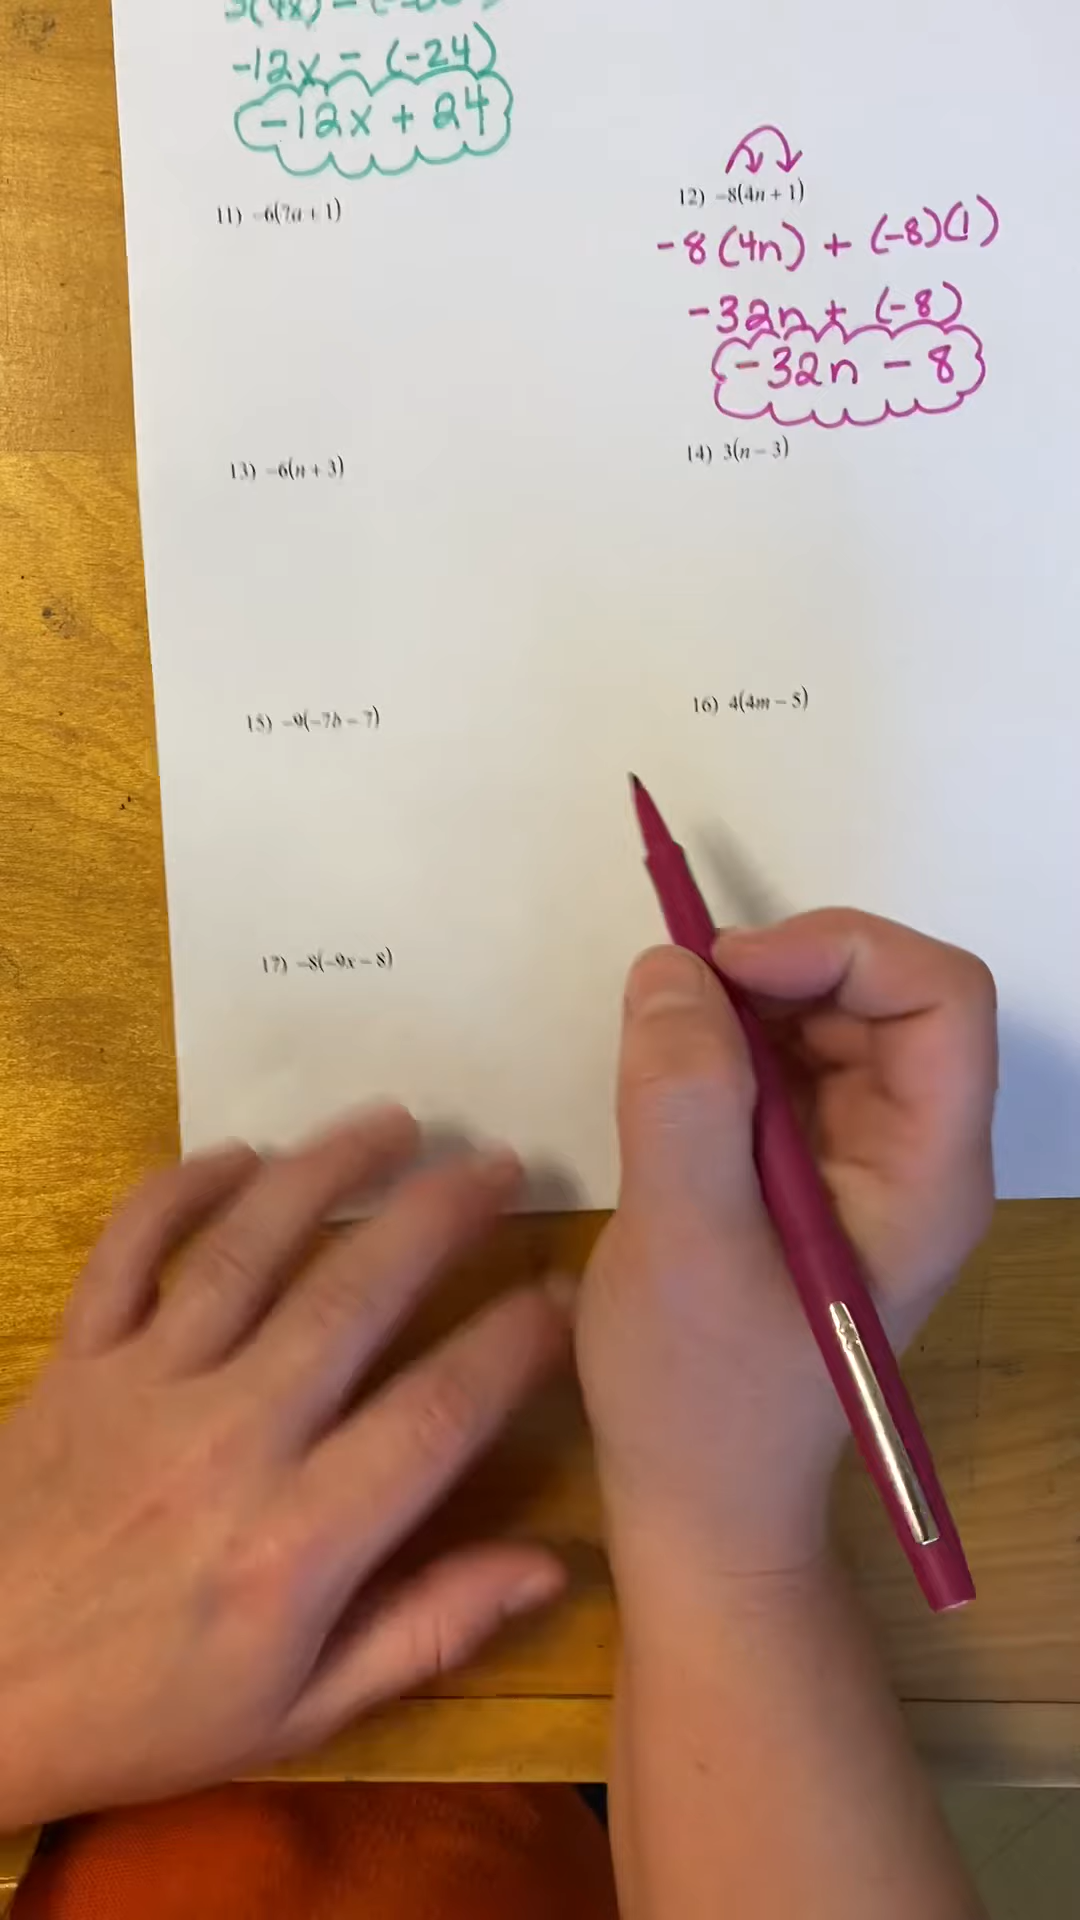 -12x - (-24)
-12x + 24
11) -6(7a + 1)
12) -8(4n + 1)
-8(4n) + (-8)(1)
-32n + (-8)
-32n - 8
13) -6(n + 3)
14) 3(n - 3)
15) -9(-7b - 7)
16) 4(4m - 5)
17) -8(-9x - 8)